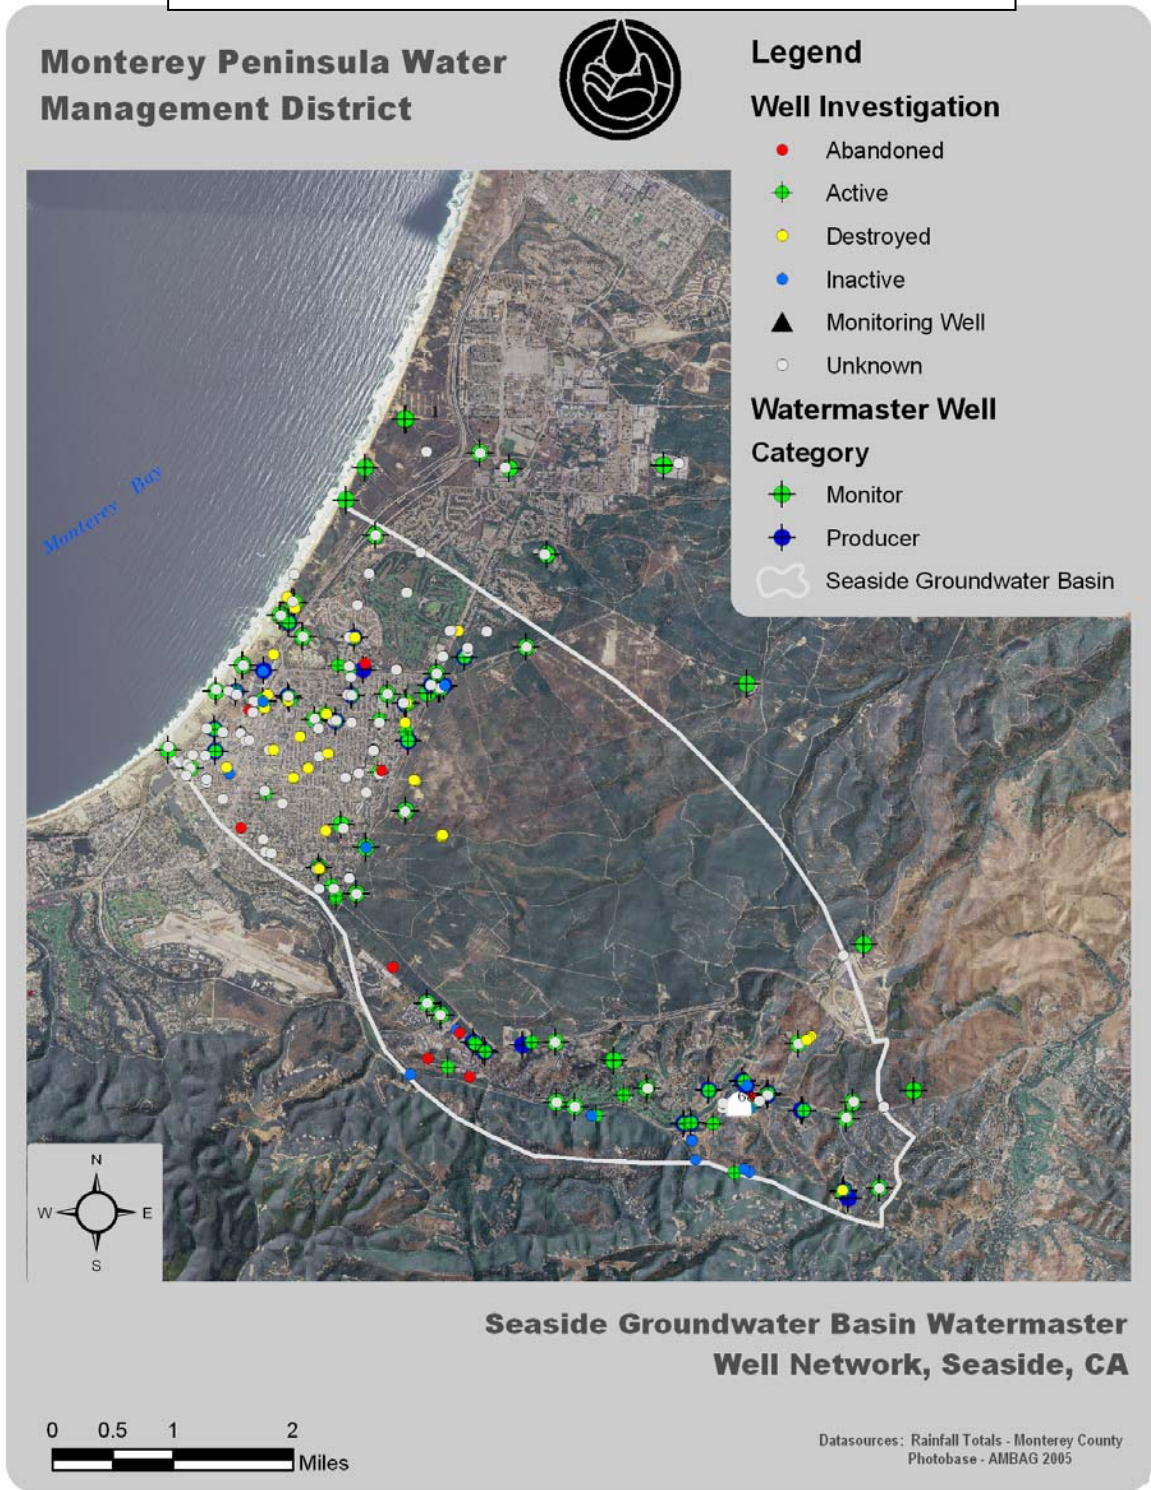 Monterey Peninsula Water
Management District
Legend
Well Investigation
Abandoned
Active
Destroyed
Inactive
Monitoring Well
Unknown
Watermaster Well
Category
Monitor
Producer
Seaside Groundwater Basin
Monterey Bay
1
N
W
E
S
Seaside Groundwater Basin Watermaster
Well Network, Seaside, CA
0 0.5 1 2
Miles
Datasources: Rainfall Totals - Monterey County
Photobase - AMBAG 2005